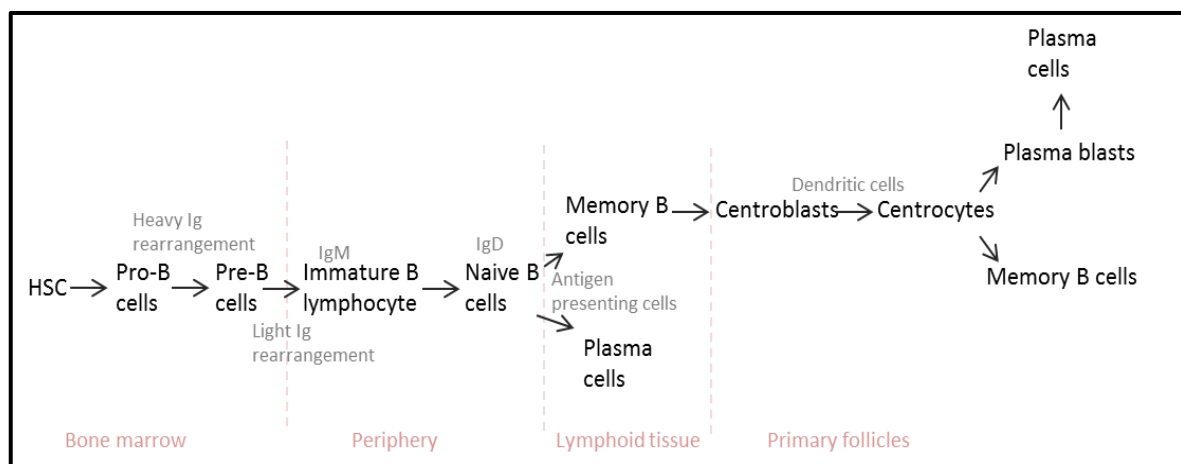 Plasma
cells
Plasma blasts
Dendritic cells
Memory B
cells
Centroblasts
Centrocytes
Heavy Ig
rearrangement
IgM
IgD
HSC
Pro-B
cells
Pre-B
cells
Immature B
lymphocyte
Naive B
cells
Antigen
presenting cells
Memory B cells
Light Ig
rearrangement
Plasma
cells
Bone marrow
Periphery
Lymphoid tissue
Primary follicles